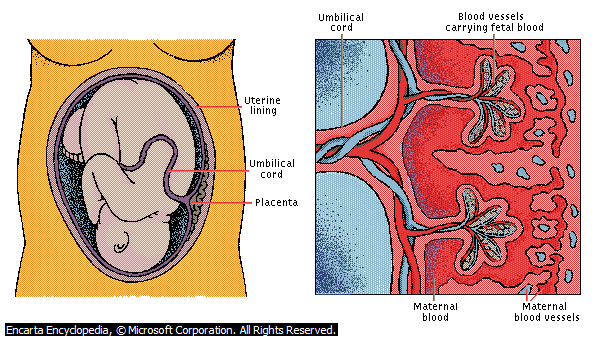 Umbilical
cord
Blood vessels
carrying fetal blood
Uterine
lining
Umbilical
cord
Placenta
Maternal
blood
Maternal
blood vessels
Encarta Encyclopedia, © Microsoft Corporation. All Rights Reserved.